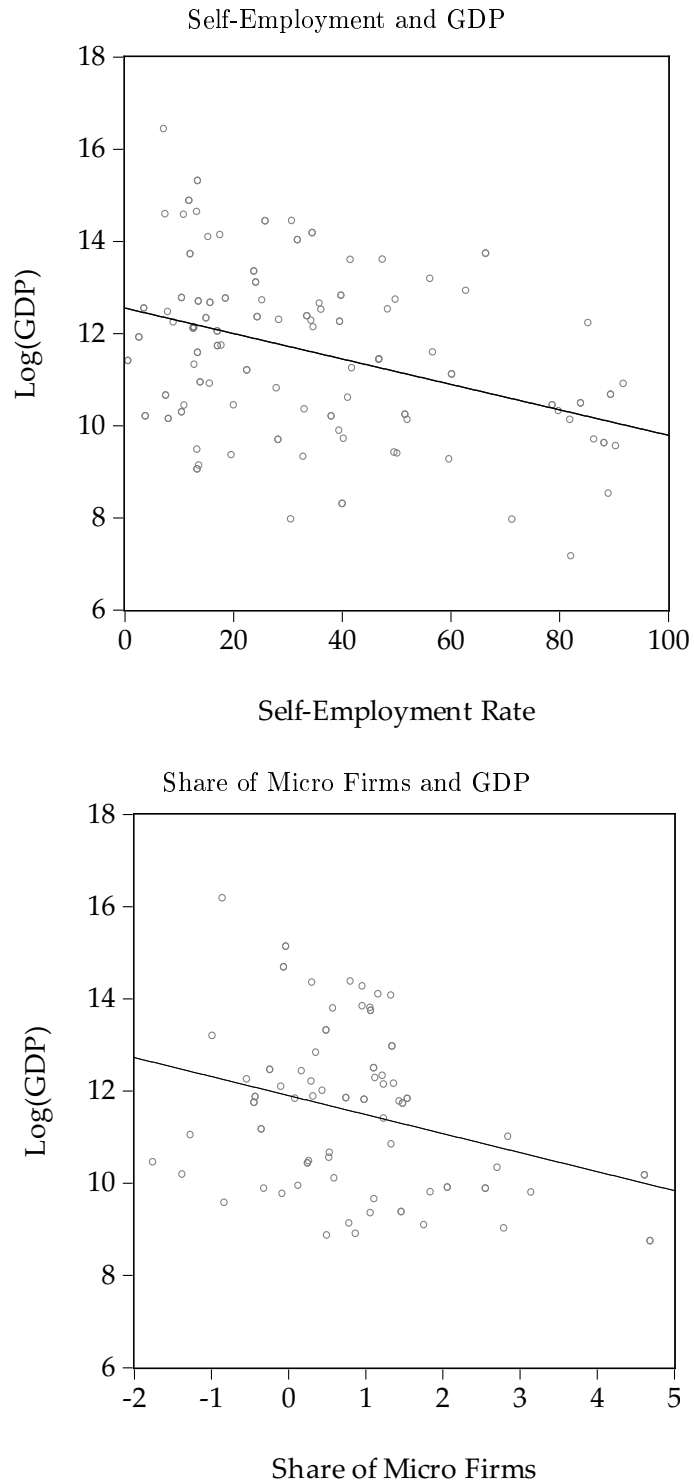 Self-Employment and GDP
18
16
14
12
10
8
6
Log(GDP)
0 20 40 60 80 100
Self-Employment Rate
Share of Micro Firms and GDP
18
16
14
12
10
8
6
Log(GDP)
-2 -1 0 1 2 3 4 5
Share of Micro Firms